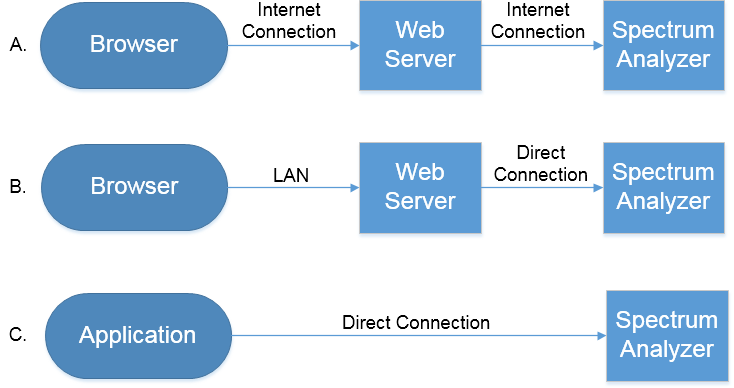 A.
Browser
Internet
Connection
Web
Server
Internet
Connection
Spectrum
Analyzer
B.
Browser
LAN
Web
Server
Direct
Connection
Spectrum
Analyzer
C.
Application
Direct Connection
Spectrum
Analyzer